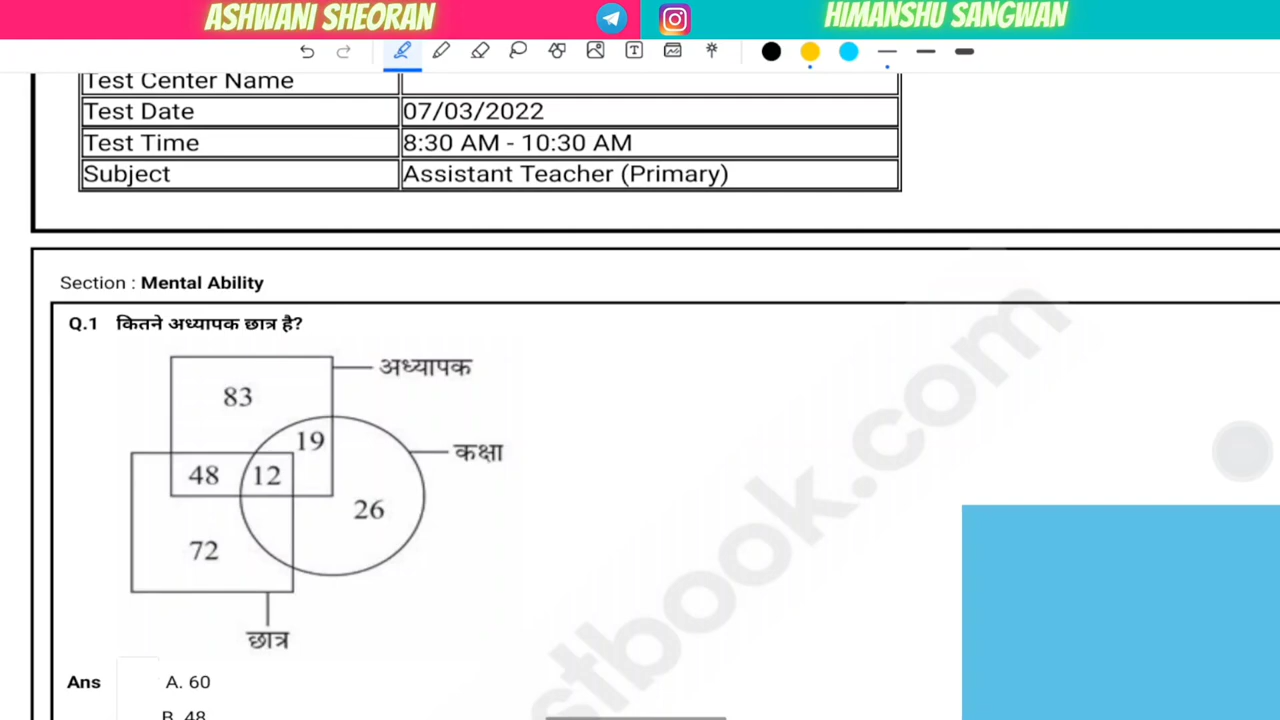 ASHWANI SHEORAN
HIMANSHU SANGWAN
Test Center Name
Test Date 07/03/2022
Test Time 8:30 AM - 10:30 AM
Subject Assistant Teacher (Primary)
Section : Mental Ability
Q.1 कितने अध्यापक छात्र है?
अध्यापक
83
19
कक्षा
48 12
26
72
छात्र
Ans A. 60
B. 48
stbook.com